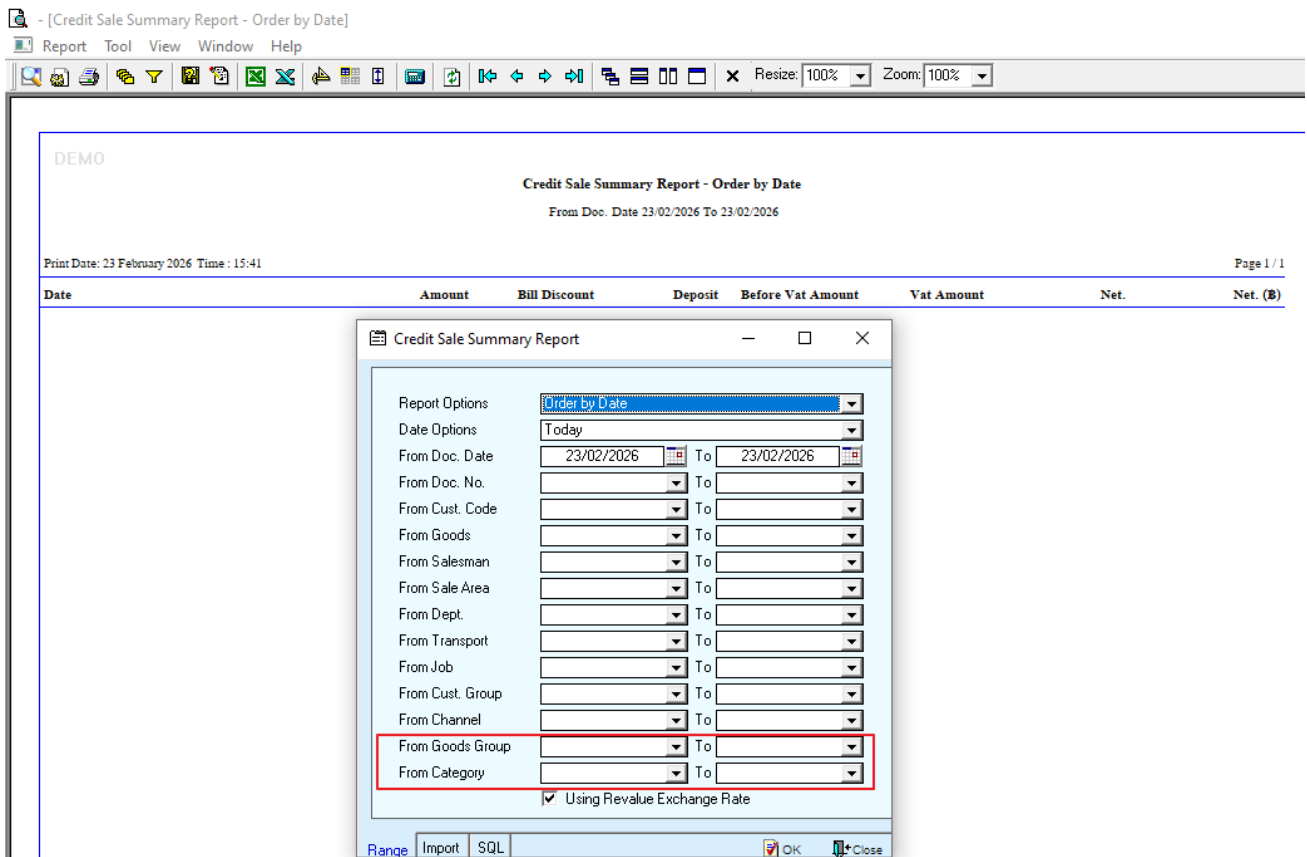 - [Credit Sale Summary Report - Order by Date]
Report Tool View Window Help
Resize: 100% Zoom: 100%
DEMO
Credit Sale Summary Report - Order by Date
From Doc. Date 23/02/2026 To 23/02/2026
Print Date: 23 February 2026 Time : 15:41
Page 1 / 1
Date Amount Bill Discount Deposit Before Vat Amount Vat Amount Net. Net. (฿)
Credit Sale Summary Report
Report Options Order by Date
Date Options Today
From Doc. Date 23/02/2026 To 23/02/2026
From Doc. No. To
From Cust. Code To
From Goods To
From Salesman To
From Sale Area To
From Dept. To
From Transport To
From Job To
From Cust. Group To
From Channel To
From Goods Group To
From Category To
Using Revalue Exchange Rate
Range Import SQL OK Close